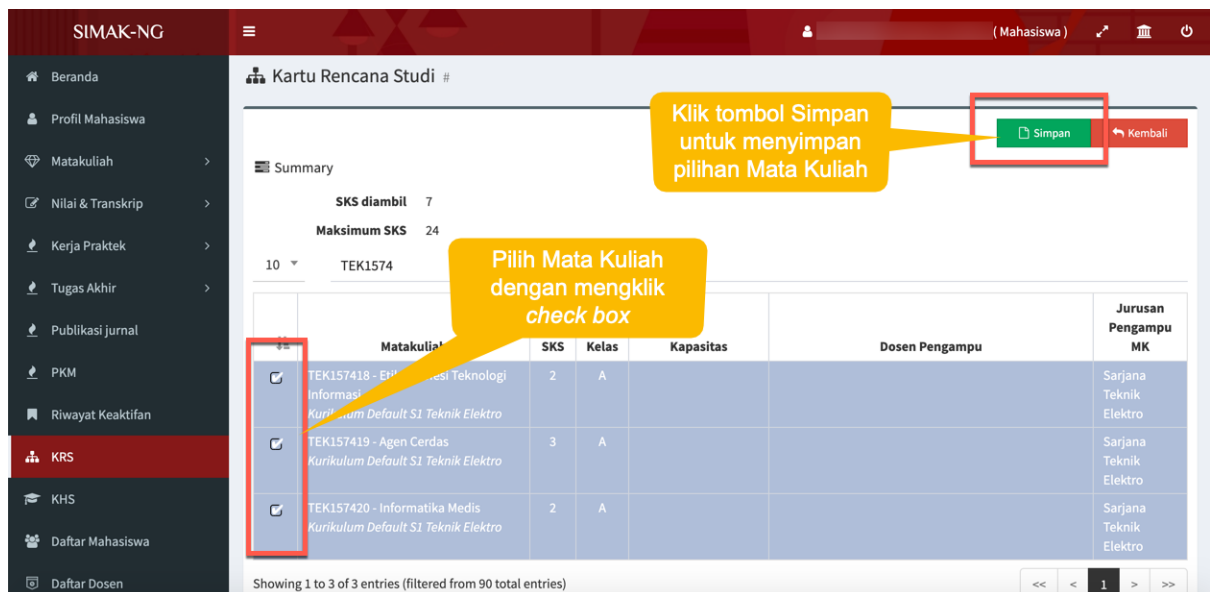 SIMAK-NG
( Mahasiswa )
Beranda
Profil Mahasiswa
Matakuliah
Nilai & Transkrip
Kerja Praktek
Tugas Akhir
Publikasi jurnal
PKM
Riwayat Keaktifan
KRS
KHS
Daftar Mahasiswa
Daftar Dosen
Kartu Rencana Studi #
Klik tombol Simpan
untuk menyimpan
pilihan Mata Kuliah
Simpan
Kembali
Summary
SKS diambil 7
Maksimum SKS 24
10 TEK1574
Pilih Mata Kuliah
dengan mengklik
check box
Matakuliah SKS Kelas Kapasitas Dosen Pengampu Jurusan
Pengampu
MK
TEK157418 - Teknologi 2 A Sarjana
Informasi Teknik
Kurikulum Default S1 Teknik Elektro Elektro
TEK157419 - Agen Cerdas 3 A Sarjana
Kurikulum Default S1 Teknik Elektro Teknik
Elektro
TEK157420 - Informatika Medis 2 A Sarjana
Kurikulum Default S1 Teknik Elektro Teknik
Elektro
Showing 1 to 3 of 3 entries (filtered from 90 total entries)
<< < 1 > >>